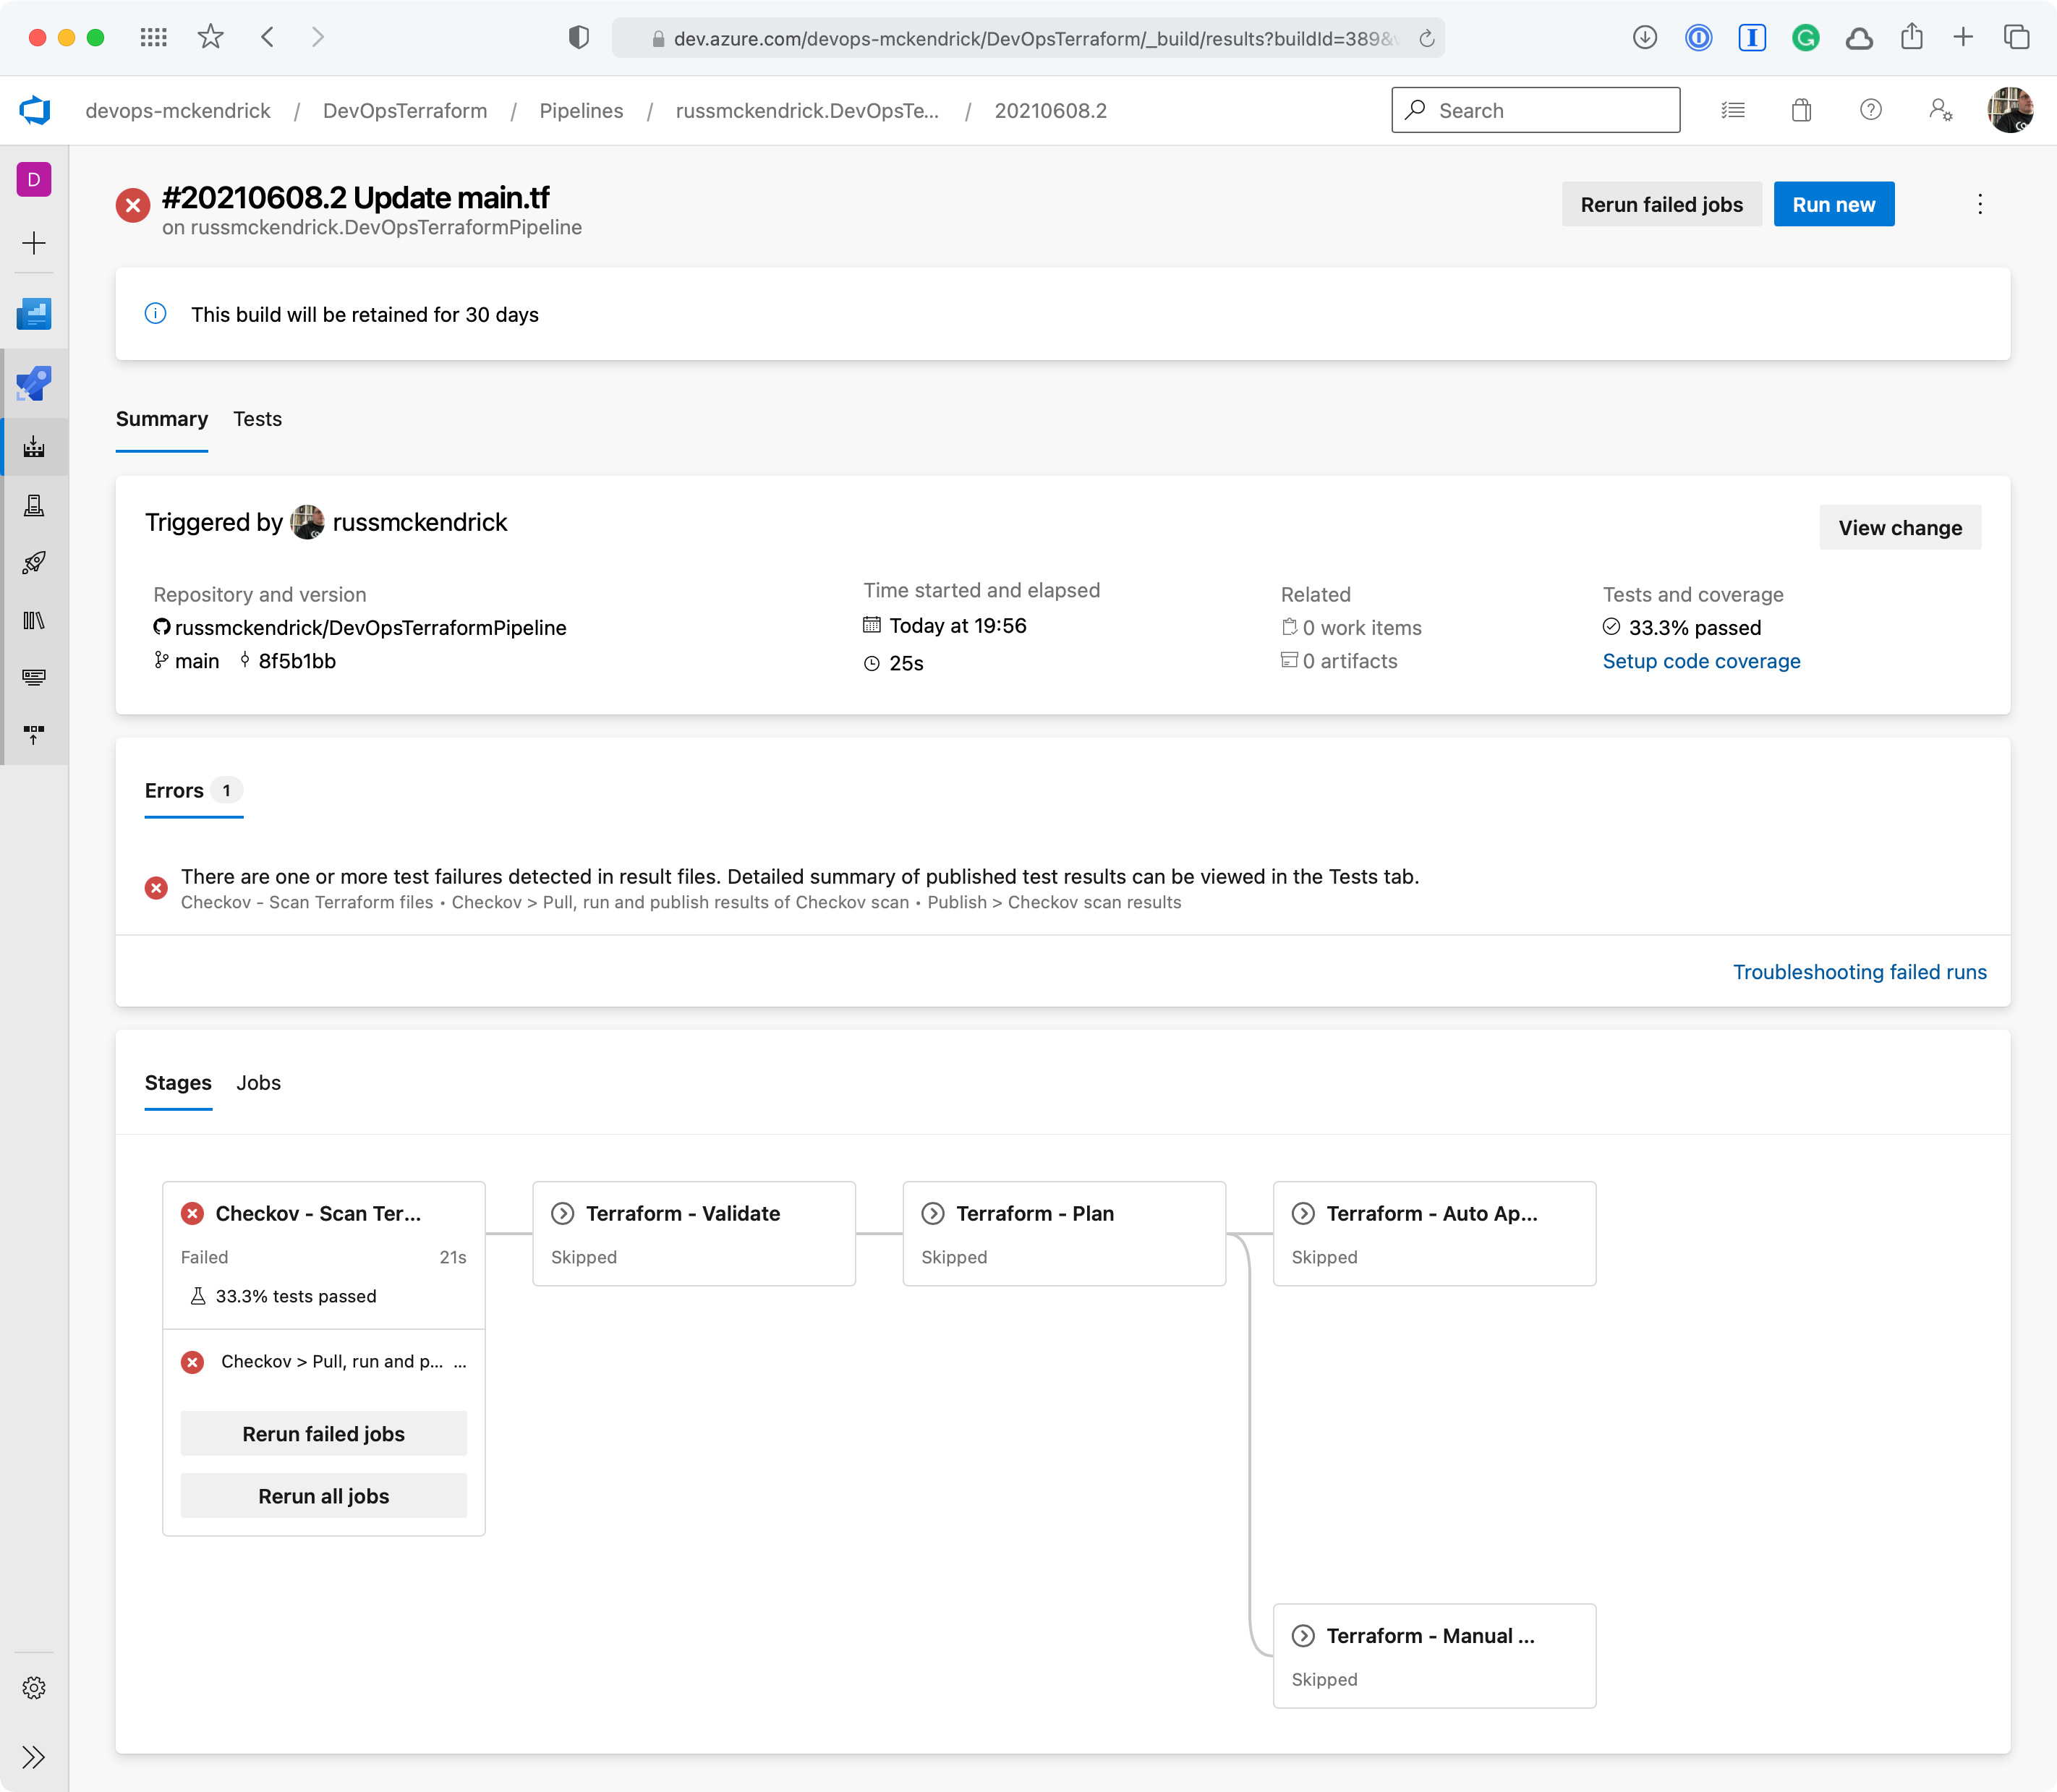 dev.azure.com/devops-mckendrick/DevOpsTerraform/_build/results?buildId=389&
devops-mckendrick / DevOpsTerraform / Pipelines / russmckendrick.DevOpsTe... / 20210608.2
Search
D
#20210608.2 Update main.tf
on russmckendrick.DevOpsTerraformPipeline
Rerun failed jobs
Run new
This build will be retained for 30 days
Summary
Tests
Triggered by russmckendrick
View change
Repository and version
russmckendrick/DevOpsTerraformPipeline
main 8f5b1bb
Time started and elapsed
Today at 19:56
25s
Related
0 work items
0 artifacts
Tests and coverage
33.3% passed
Setup code coverage
Errors 1
There are one or more test failures detected in result files. Detailed summary of published test results can be viewed in the Tests tab.
Checkov - Scan Terraform files • Checkov > Pull, run and publish results of Checkov scan • Publish > Checkov scan results
Troubleshooting failed runs
Stages
Jobs
Checkov - Scan Ter...
Failed 21s
33.3% tests passed
Checkov > Pull, run and p... ...
Rerun failed jobs
Rerun all jobs
Terraform - Validate
Skipped
Terraform - Plan
Skipped
Terraform - Auto Ap...
Skipped
Terraform - Manual ...
Skipped